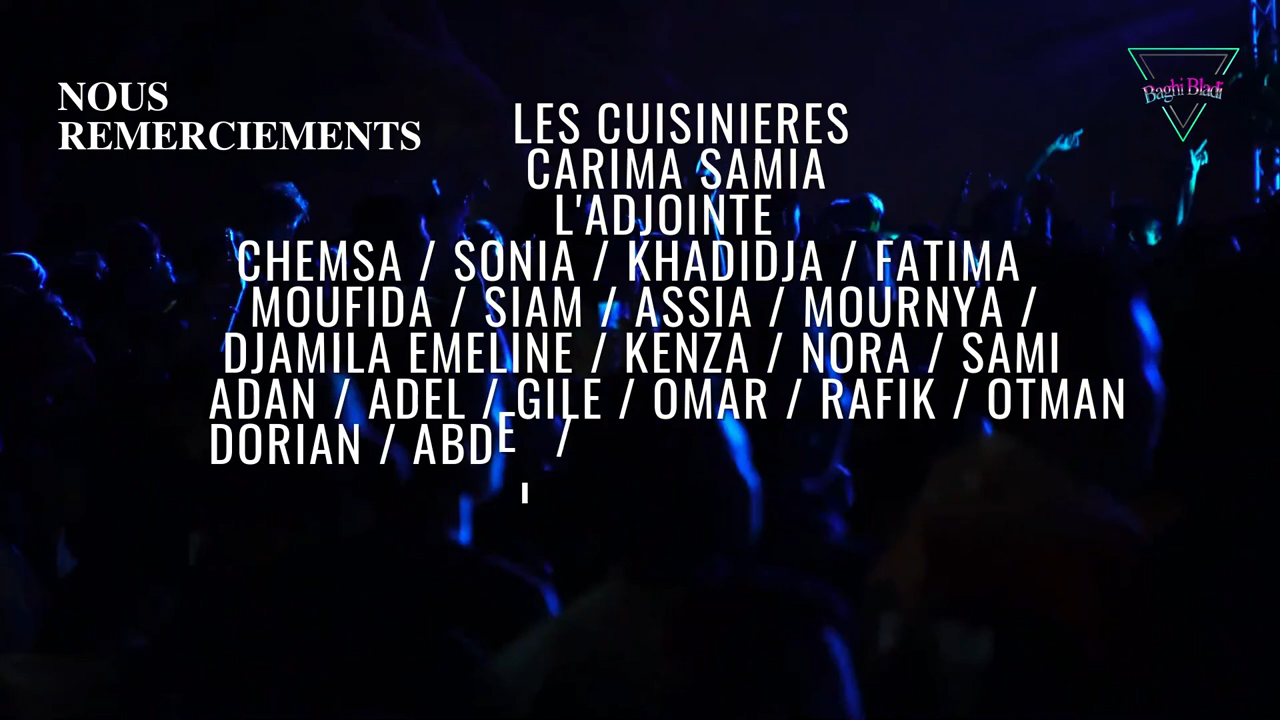 NOUS
REMERCIEMENTS
Baghi Bladi
LES CUISINIERES
CARIMA SAMIA
L'ADJOINTE
CHEMSA / SONIA / KHADIDJA / FATIMA
MOUFIDA / SIAM / ASSIA / MOURNYA /
DJAMILA EMELINE / KENZA / NORA / SAMI
ADAN / ADEL / GILE / OMAR / RAFIK / OTMAN
DORIAN / ABDE /